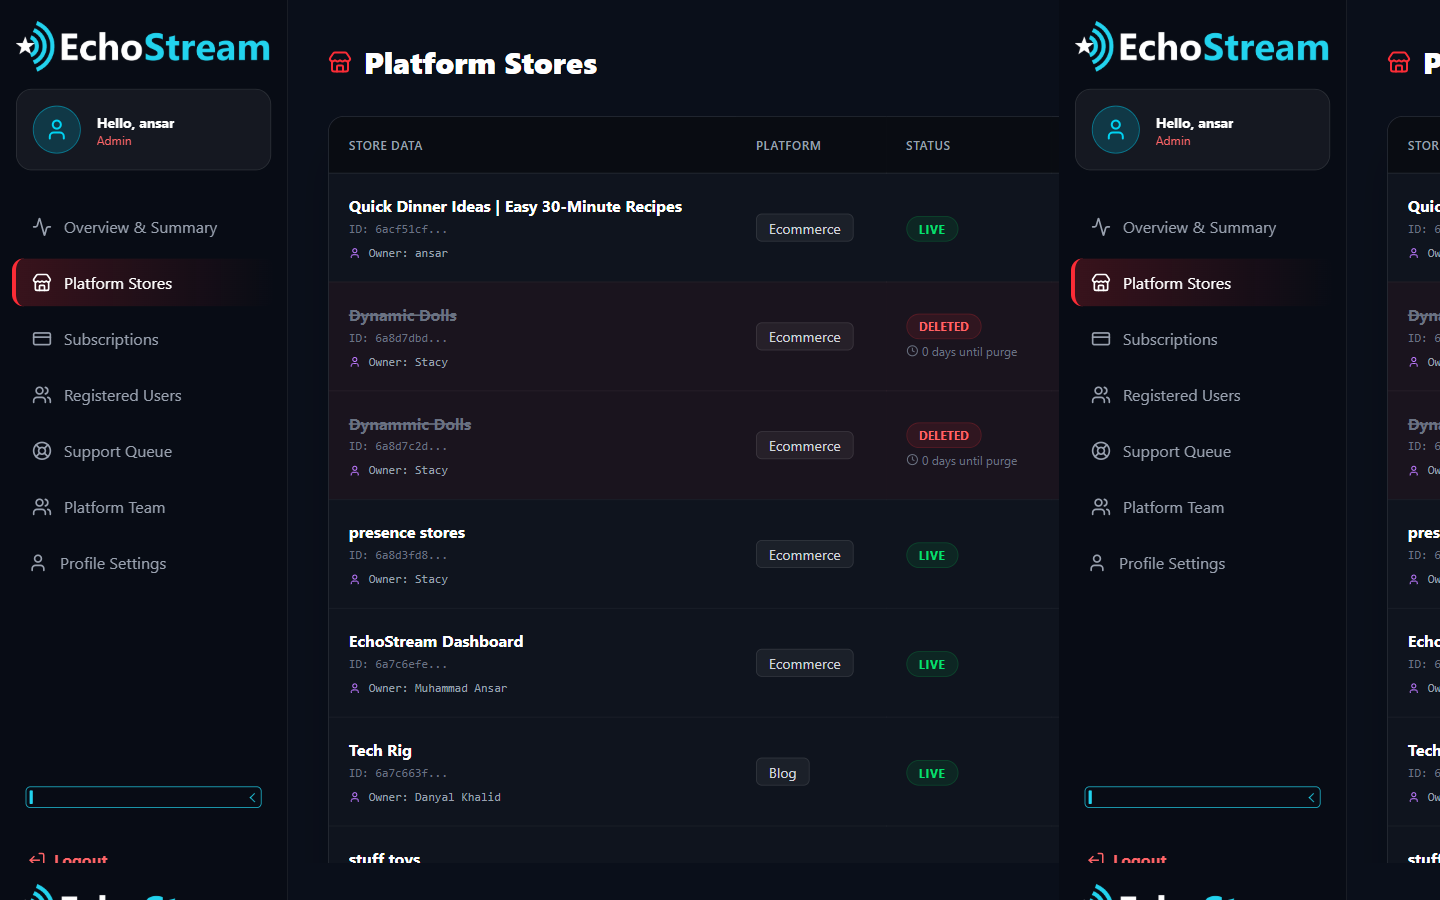 EchoStream
Hello, ansar
Admin
Overview & Summary
Platform Stores
Subscriptions
Registered Users
Support Queue
Platform Team
Profile Settings
Logout
Platform Stores
STORE DATA PLATFORM STATUS
Quick Dinner Ideas | Easy 30-Minute Recipes
ID: 6acf51cf...
Owner: ansar
Ecommerce
LIVE
Dynamic Dolls
ID: 6a8d7dbd...
Owner: Stacy
Ecommerce
DELETED
0 days until purge
Dynammic Dolls
ID: 6a8d7c2d...
Owner: Stacy
Ecommerce
DELETED
0 days until purge
presence stores
ID: 6a8d3fd8...
Owner: Stacy
Ecommerce
LIVE
EchoStream Dashboard
ID: 6a7c6efe...
Owner: Muhammad Ansar
Ecommerce
LIVE
Tech Rig
ID: 6a7c663f...
Owner: Danyal Khalid
Blog
LIVE
stuff toys
EchoStream
Hello, ansar
Admin
Overview & Summary
Platform Stores
Subscriptions
Registered Users
Support Queue
Platform Team
Profile Settings
Logout